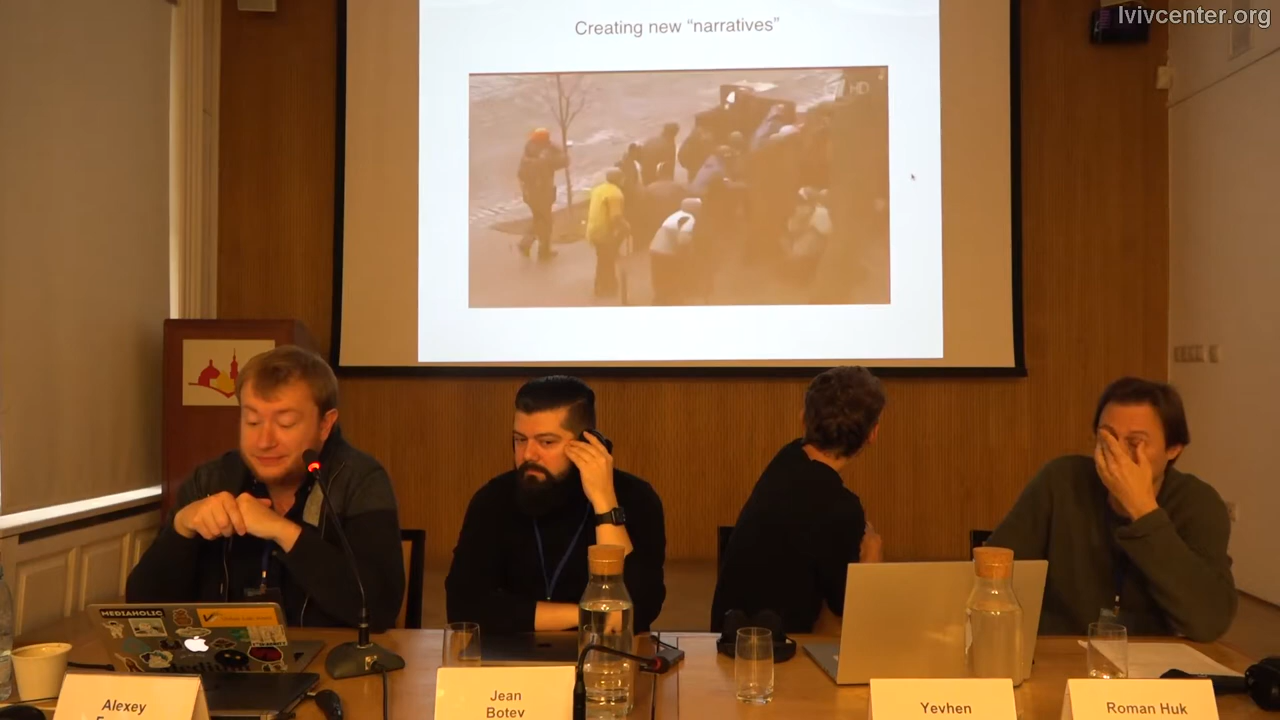 lvivcenter.org
Creating new “narratives”
HD
MEDIAHOLIC
Alexey
Jean
Botev
Yevhen
Roman Huk